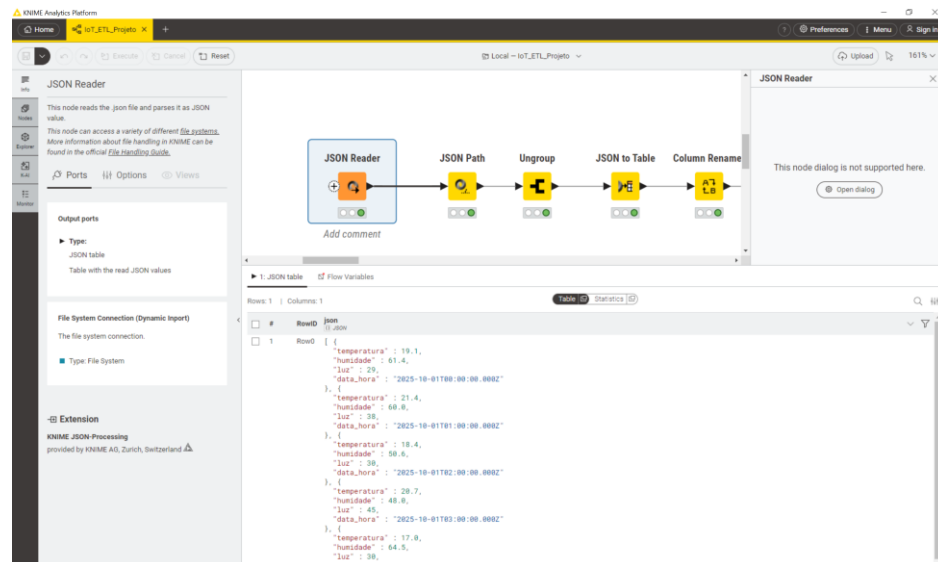 KNIME Analytics Platform
Home
IoT_ETL_Projeto
Preferences
Menu
Sign in
Execute
Cancel
Reset
Local — IoT_ETL_Projeto
Upload
161%
Info
Nodes
Explorer
K-AI
Monitor
JSON Reader
This node reads the .json file and parses it as JSON
value.
This node can access a variety of different file systems.
More information about file handling in KNIME can be
found in the official File Handling Guide.
Ports
Options
Views
Output ports
Type:
JSON table
Table with the read JSON values
File System Connection (Dynamic Inport)
The file system connection.
Type: File System
Extension
KNIME JSON-Processing
provided by KNIME AG, Zurich, Switzerland
JSON Reader
JSON Path
Ungroup
JSON to Table
Column Rename
Add comment
JSON Reader
This node dialog is not supported here.
Open dialog
1: JSON table
Flow Variables
Rows: 1 | Columns: 1
Table
Statistics
# RowID json
JSON
1 Row0 [ {
"temperatura" : 19.1,
"humidade" : 61.4,
"luz" : 29,
"data_hora" : "2025-10-01T00:00:00.000Z"
}, {
"temperatura" : 21.4,
"humidade" : 60.0,
"luz" : 38,
"data_hora" : "2025-10-01T01:00:00.000Z"
}, {
"temperatura" : 18.4,
"humidade" : 50.6,
"luz" : 30,
"data_hora" : "2025-10-01T02:00:00.000Z"
}, {
"temperatura" : 20.7,
"humidade" : 48.0,
"luz" : 45,
"data_hora" : "2025-10-01T03:00:00.000Z"
}, {
"temperatura" : 17.0,
"humidade" : 64.5,
"luz" : 30,